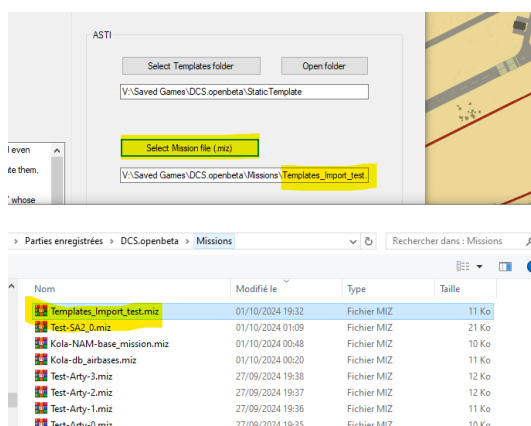 ASTI
Select Templates folder Open folder
V:\Saved Games\DCS.openbeta\StaticTemplate
l even
Select Mission file (.miz)
ite them,
V:\Saved Games\DCS.openbeta\Missions\Templates_Import_test.
whose
> Parties enregistrées > DCS.openbeta > Missions Rechercher dans : Missions
Nom Modifié le Type Taille
Templates_Import_test.miz 01/10/2024 19:32 Fichier MIZ 11 Ko
Test-SA2_0.miz 01/10/2024 01:09 Fichier MIZ 21 Ko
Kola-NAM-base_mission.miz 01/10/2024 00:48 Fichier MIZ 10 Ko
Kola-db_airbases.miz 01/10/2024 00:20 Fichier MIZ 11 Ko
Test-Arty-3.miz 27/09/2024 19:38 Fichier MIZ 12 Ko
Test-Arty-2.miz 27/09/2024 19:37 Fichier MIZ 12 Ko
Test-Arty-1.miz 27/09/2024 19:36 Fichier MIZ 11 Ko
Test-Arty-0.miz 27/09/2024 19:35 Fichier MIZ 10 Ko